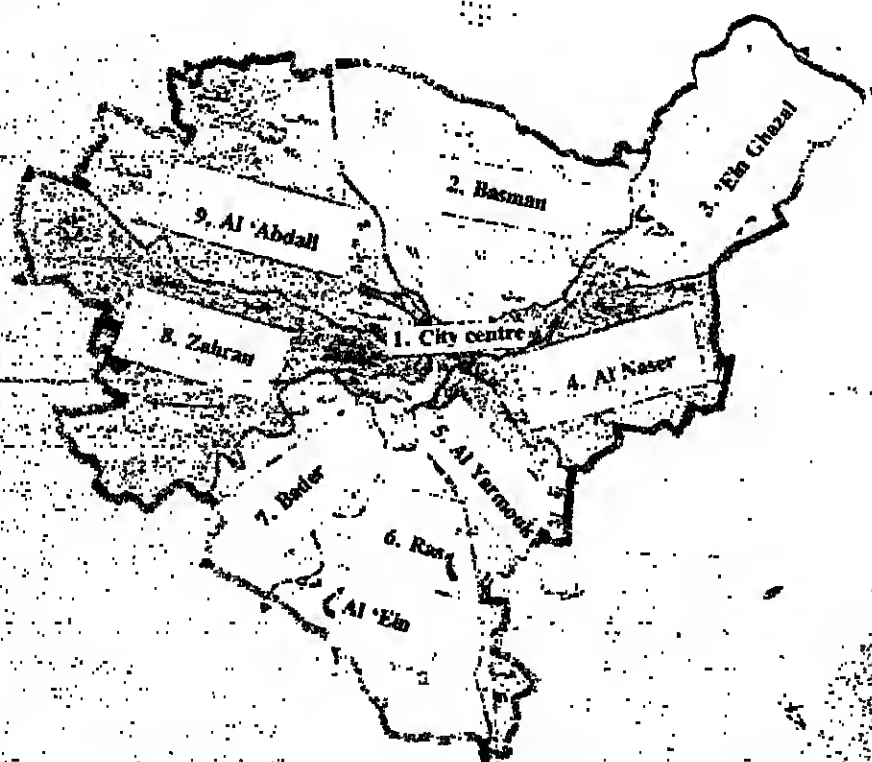 1. City centre
2. Basman
3. 'Ein Ghazal
4. Al Naser
5. Al Yarmouk
6. Ras
Al 'Ein
7. Bader
8. Zahran
9. Al 'Abdali